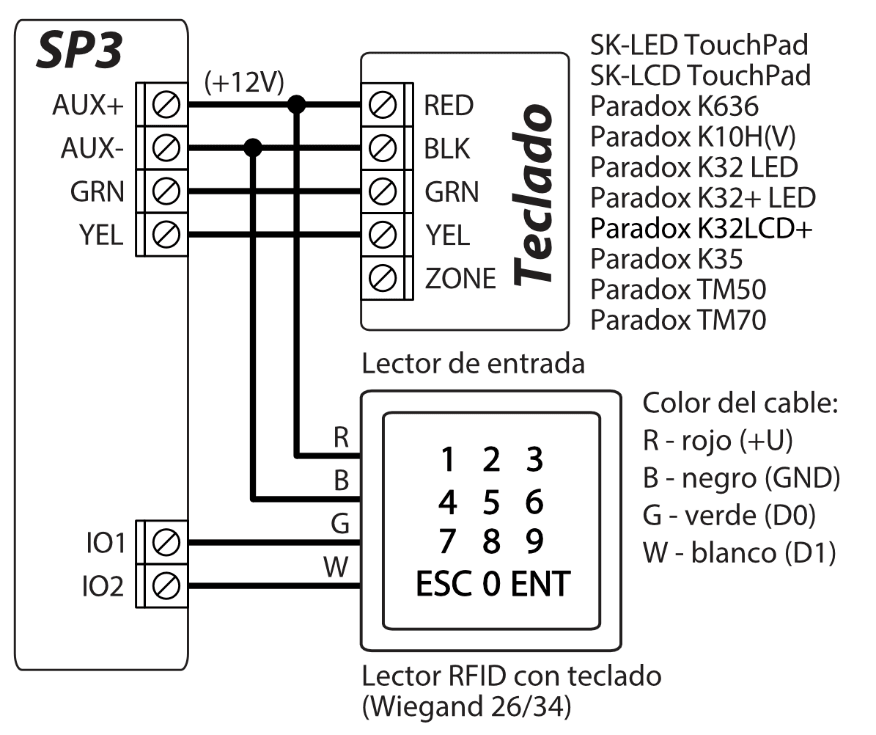 SP3
AUX+
AUX-
GRN
YEL
IO1
IO2
(+12V)
RED
BLK
GRN
YEL
ZONE
Teclado
SK-LED TouchPad
SK-LCD TouchPad
Paradox K636
Paradox K10H(V)
Paradox K32 LED
Paradox K32+ LED
Paradox K32LCD+
Paradox K35
Paradox TM50
Paradox TM70
Lector de entrada
R
B
G
W
1 2 3
4 5 6
7 8 9
ESC 0 ENT
Color del cable:
R - rojo (+U)
B - negro (GND)
G - verde (D0)
W - blanco (D1)
Lector RFID con teclado
(Wiegand 26/34)